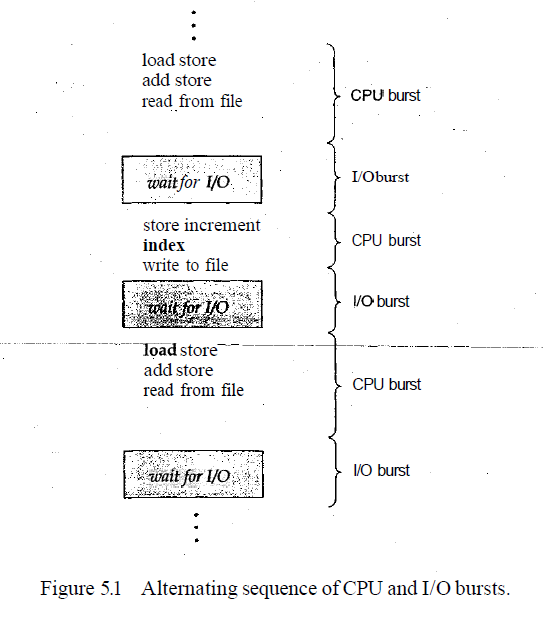 load store
add store
read from file
CPU burst
wait for I/O
I/O burst
store increment
index
write to file
CPU burst
wait for I/O
I/O burst
load store
add store
read from file
CPU burst
wait for I/O
I/O burst
Figure 5.1 Alternating sequence of CPU and I/O bursts.